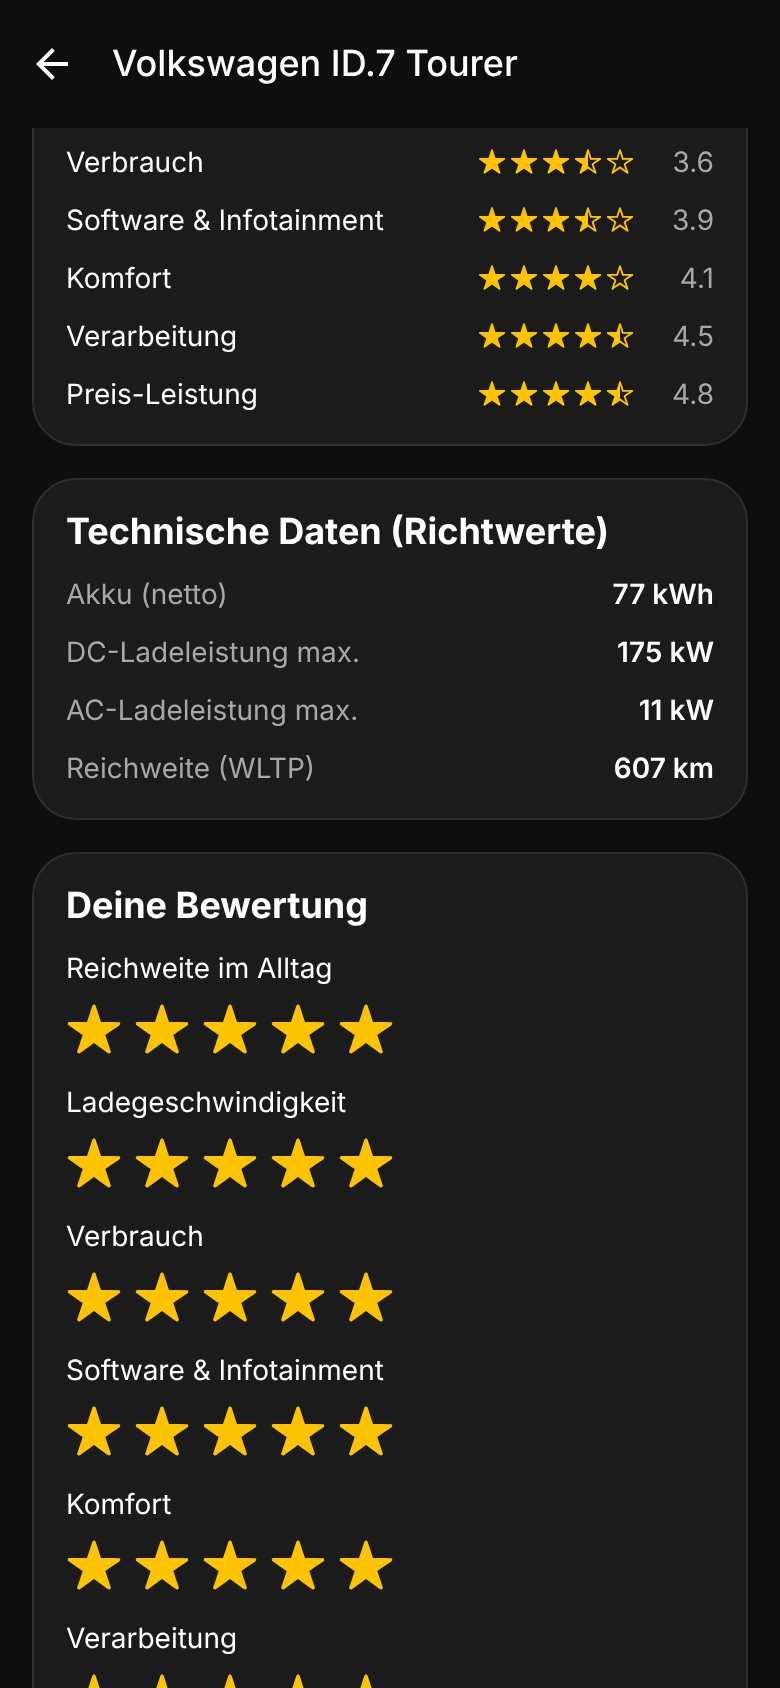 Volkswagen ID.7 Tourer
Verbrauch 3.6
Software & Infotainment 3.9
Komfort 4.1
Verarbeitung 4.5
Preis-Leistung 4.8
Technische Daten (Richtwerte)
Akku (netto) 77 kWh
DC-Ladeleistung max. 175 kW
AC-Ladeleistung max. 11 kW
Reichweite (WLTP) 607 km
Deine Bewertung
Reichweite im Alltag
Ladegeschwindigkeit
Verbrauch
Software & Infotainment
Komfort
Verarbeitung